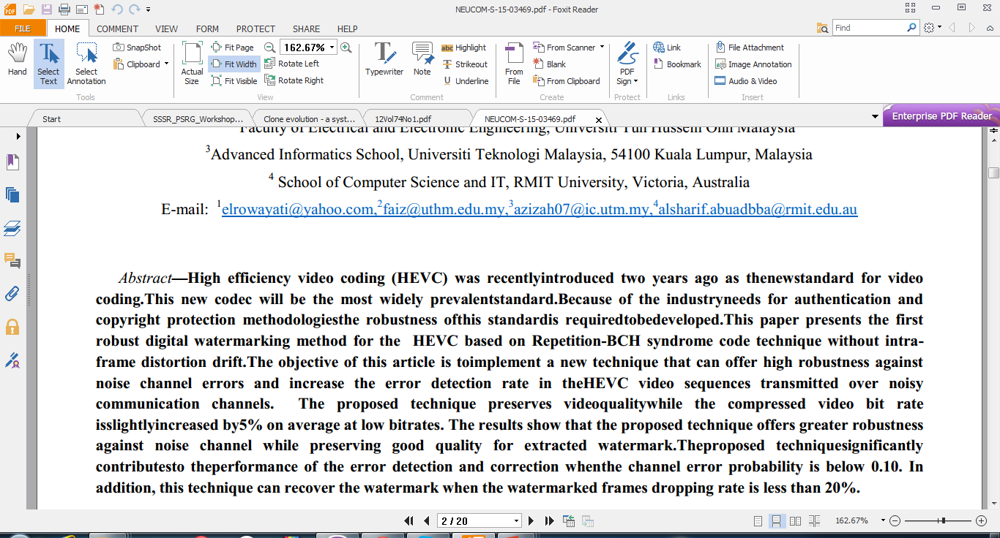 NEUCOM-S-15-03469.pdf - Foxit Reader
FILE HOME COMMENT VIEW FORM PROTECT SHARE HELP Find
Hand
Select Text
Select Annotation
SnapShot
Clipboard
Tools
Actual Size
Fit Page
Fit Width
Fit Visible
162.67%
Rotate Left
Rotate Right
View
Typewriter
Note
abc Highlight
T Strikeout
U Underline
Comment
From File
From Scanner
Blank
From Clipboard
Create
PDF Sign
Protect
Link
Bookmark
Links
File Attachment
Image Annotation
Audio & Video
Insert
Start SSSR_PSRG_Workshop... Clone evolution - a syst... 12Vol74No1.pdf NEUCOM-S-15-03469.pdf Enterprise PDF Reader
Faculty of Electrical and Electronic Engineering, Universiti Tun Hussein Onn Malaysia
3Advanced Informatics School, Universiti Teknologi Malaysia, 54100 Kuala Lumpur, Malaysia
4 School of Computer Science and IT, RMIT University, Victoria, Australia
E-mail: 1elrowayati@yahoo.com,2faiz@uthm.edu.my,3azizah07@ic.utm.my,4alsharif.abuadbba@rmit.edu.au
Abstract—High efficiency video coding (HEVC) was recentlyintroduced two years ago as thenewstandard for video
coding.This new codec will be the most widely prevalentstandard.Because of the industryneeds for authentication and
copyright protection methodologiesthe robustness ofthis standardis requiredtobedeveloped.This paper presents the first
robust digital watermarking method for the HEVC based on Repetition-BCH syndrome code technique without intra-
frame distortion drift.The objective of this article is toimplement a new technique that can offer high robustness against
noise channel errors and increase the error detection rate in theHEVC video sequences transmitted over noisy
communication channels. The proposed technique preserves videoqualitywhile the compressed video bit rate
isslightlyincreased by5% on average at low bitrates. The results show that the proposed technique offers greater robustness
against noise channel while preserving good quality for extracted watermark.Theproposed techniquesignificantly
contributesto theperformance of the error detection and correction whenthe channel error probability is below 0.10. In
addition, this technique can recover the watermark when the watermarked frames dropping rate is less than 20%.
2 / 20
162.67%